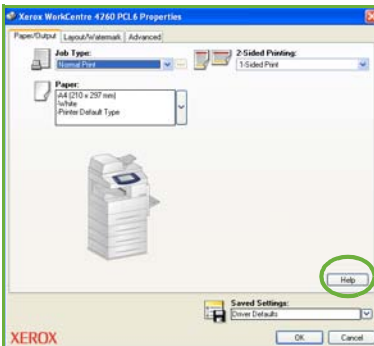 Xerox WorkCentre 4260 PCL6 Properties
Paper/Output Layout/Watermark Advanced
Job Type:
Normal Print
2-Sided Printing:
1-Sided Print
Paper:
-A4 (210 x 297 mm)
-White
-Printer Default Type
Help
Saved Settings:
Driver Defaults
XEROX
OK Cancel